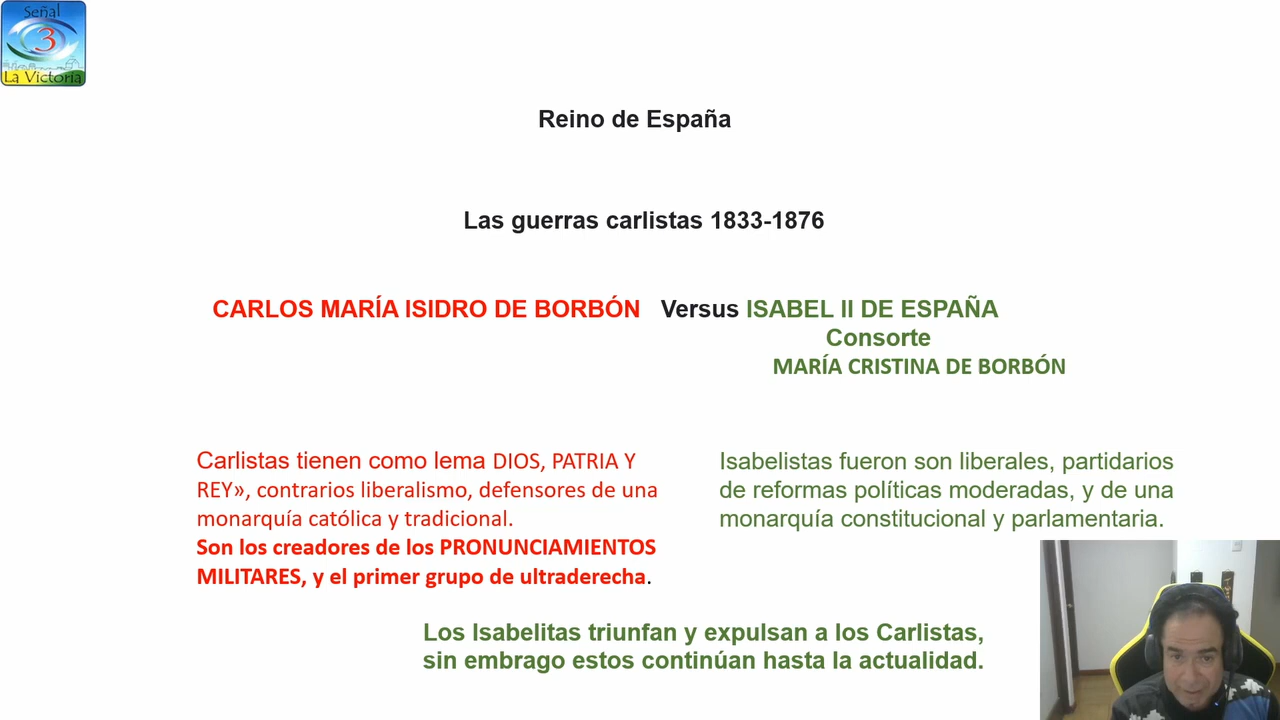 Señal
3
La Victoria
Reino de España
Las guerras carlistas 1833-1876
CARLOS MARÍA ISIDRO DE BORBÓN Versus ISABEL II DE ESPAÑA
Consorte
MARÍA CRISTINA DE BORBÓN
Carlistas tienen como lema DIOS, PATRIA Y
REY», contrarios liberalismo, defensores de una
monarquía católica y tradicional.
Son los creadores de los PRONUNCIAMIENTOS
MILITARES, y el primer grupo de ultraderecha.
Isabelistas fueron son liberales, partidarios
de reformas políticas moderadas, y de una
monarquía constitucional y parlamentaria.
Los Isabelitas triunfan y expulsan a los Carlistas,
sin embrago estos continúan hasta la actualidad.